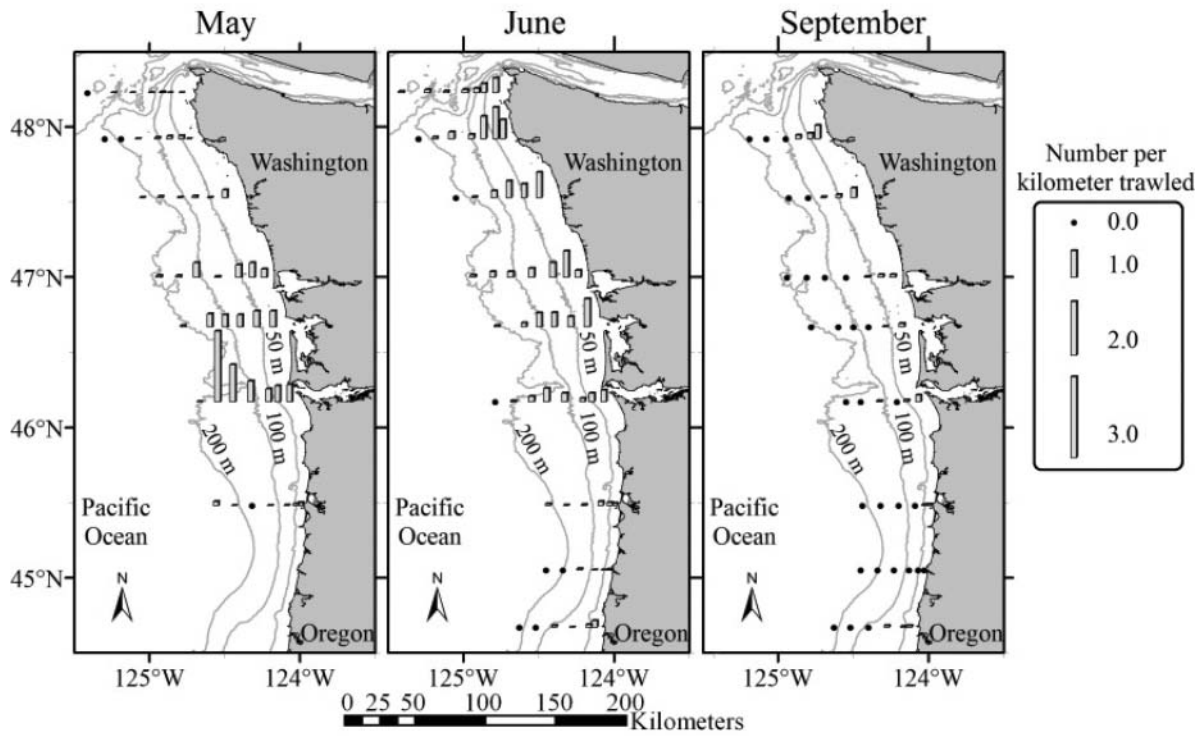 May
June
September
48°N
47°N
46°N
45°N
Washington
50 m
100 m
200 m
Pacific
Ocean
N
Oregon
Washington
50 m
100 m
200 m
Pacific
Ocean
N
Oregon
Washington
50 m
100 m
200 m
Pacific
Ocean
N
Oregon
125°W
124°W
125°W
124°W
125°W
124°W
0 25 50 100 150 200
Kilometers
Number per
kilometer trawled
0.0
1.0
2.0
3.0